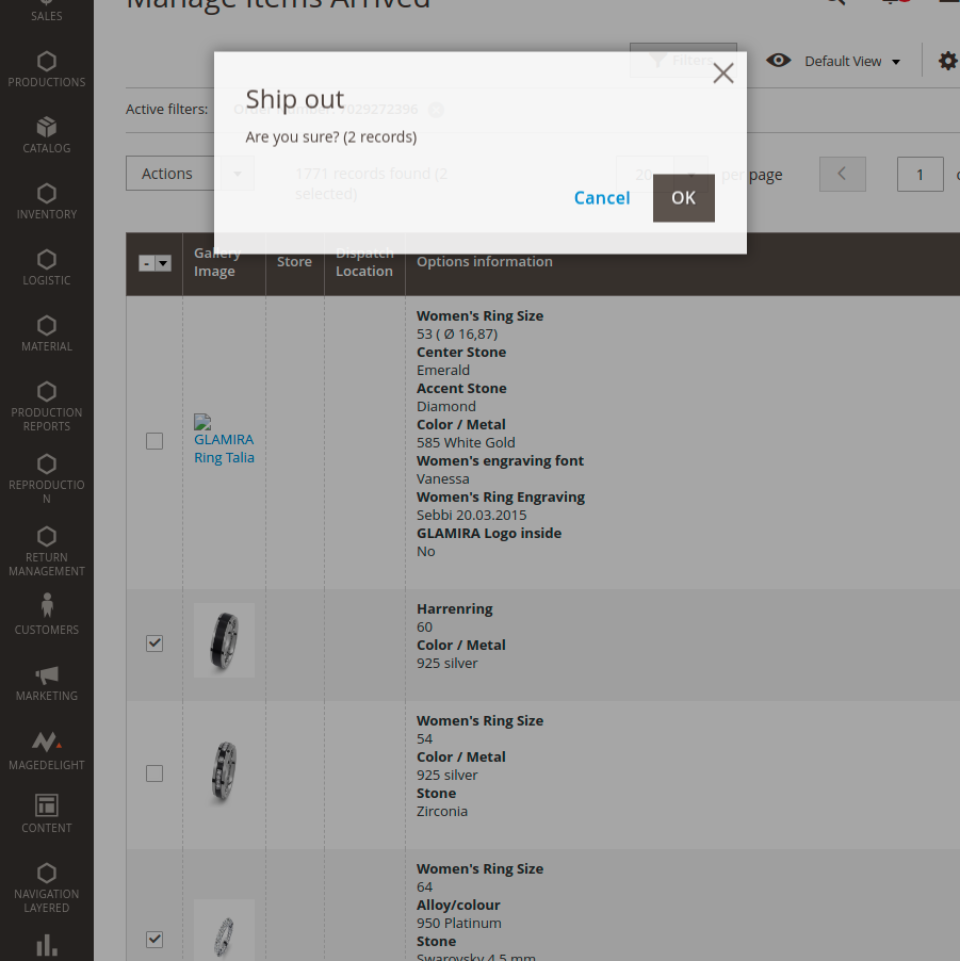 Manage Items Arrived
SALES
PRODUCTIONS
CATALOG
INVENTORY
LOGISTIC
MATERIAL
PRODUCTION
REPORTS
REPRODUCTIO
N
RETURN
MANAGEMENT
CUSTOMERS
MARKETING
MAGEDELIGHT
CONTENT
NAVIGATION
LAYERED
Filters
Default View
Active filters:
Order Number: 1029272396
Ship out
Are you sure? (2 records)
Cancel
OK
Actions
1771 records found (2
selected)
20
per page
1
Gallery
Image
Store
Dispatch
Location
Options information
GLAMIRA
Ring Talia
Women's Ring Size
53 ( Ø 16,87)
Center Stone
Emerald
Accent Stone
Diamond
Color / Metal
585 White Gold
Women's engraving font
Vanessa
Women's Ring Engraving
Sebbi 20.03.2015
GLAMIRA Logo inside
No
Harrenring
60
Color / Metal
925 silver
Women's Ring Size
54
Color / Metal
925 silver
Stone
Zirconia
Women's Ring Size
64
Alloy/colour
950 Platinum
Stone
Swarovsky 4.5 mm